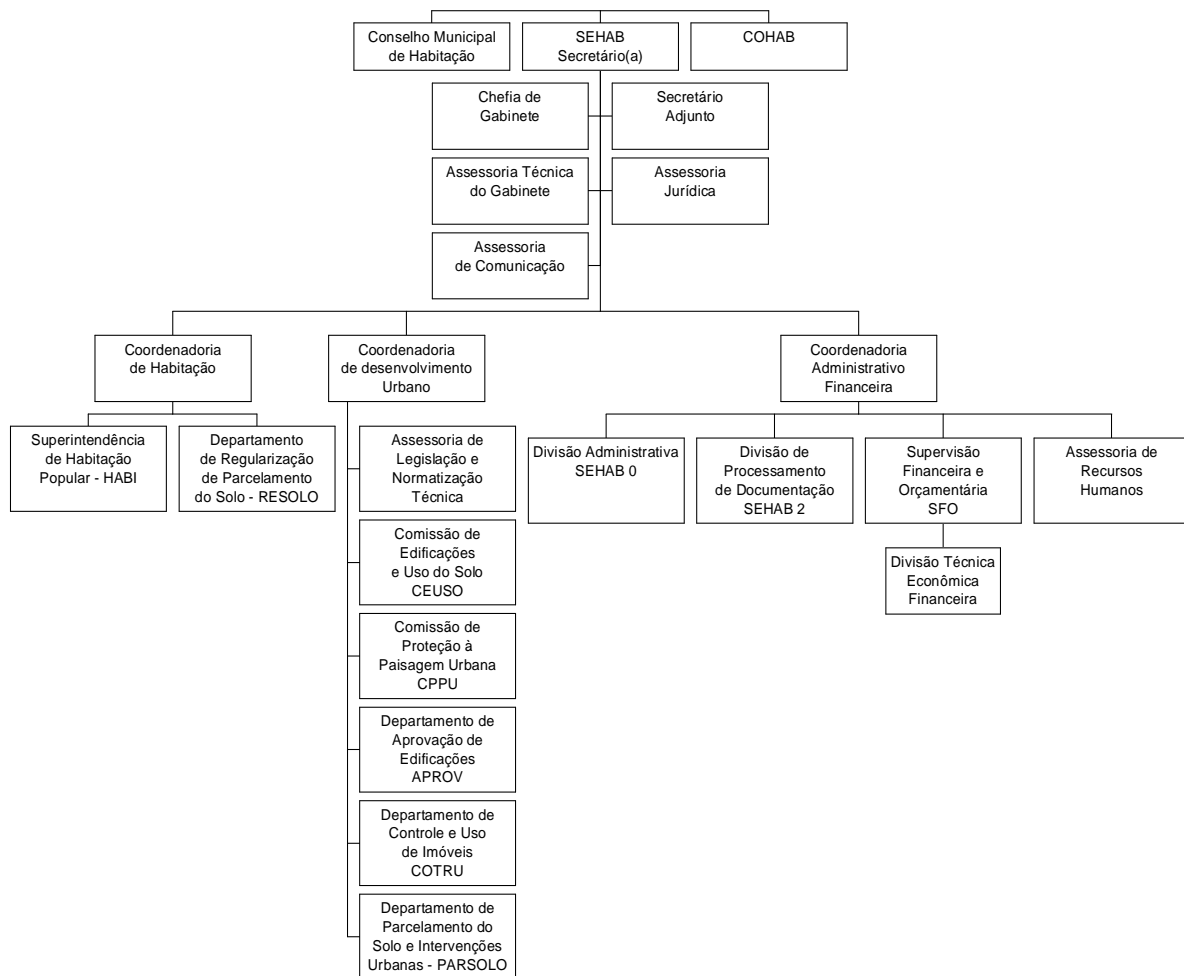 Conselho Municipal
de Habitação
SEHAB
Secretário(a)
COHAB
Chefia de
Gabinete
Secretário
Adjunto
Assessoria Técnica
do Gabinete
Assessoria
Jurídica
Assessoria
de Comunicação
Coordenadoria
de Habitação
Coordenadoria
de desenvolvimento
Urbano
Coordenadoria
Administrativo
Financeira
Superintendência
de Habitação
Popular - HABI
Departamento
de Regularização
de Parcelamento
do Solo - RESOLO
Assessoria de
Legislação e
Normatização
Técnica
Comissão de
Edificações
e Uso do Solo
CEUSO
Comissão de
Proteção à
Paisagem Urbana
CPPU
Departamento de
Aprovação de
Edificações
APROV
Departamento de
Controle e Uso
de Imóveis
COTRU
Departamento de
Parcelamento do
Solo e Intervenções
Urbanas - PARSOLO
Divisão Administrativa
SEHAB 0
Divisão de
Processamento
de Documentação
SEHAB 2
Supervisão
Financeira e
Orçamentária
SFO
Divisão Técnica
Econômica
Financeira
Assessoria de
Recursos
Humanos